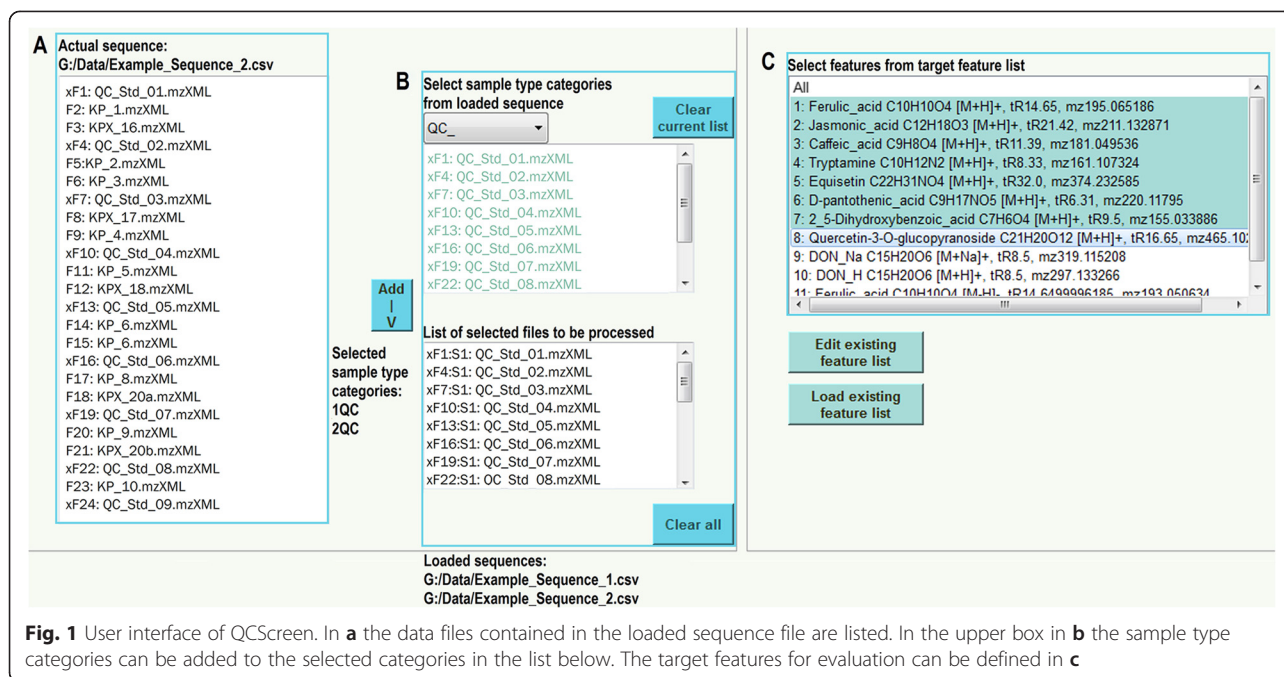 A
Actual sequence:
G:/Data/Example_Sequence_2.csv
xF1: QC_Std_01.mzXML
F2: KP_1.mzXML
F3: KPX_16.mzXML
xF4: QC_Std_02.mzXML
F5:KP_2.mzXML
F6: KP_3.mzXML
xF7: QC_Std_03.mzXML
F8: KPX_17.mzXML
F9: KP_4.mzXML
xF10: QC_Std_04.mzXML
F11: KP_5.mzXML
F12: KPX_18.mzXML
xF13: QC_Std_05.mzXML
F14: KP_6.mzXML
F15: KP_6.mzXML
xF16: QC_Std_06.mzXML
F17: KP_8.mzXML
F18: KPX_20a.mzXML
xF19: QC_Std_07.mzXML
F20: KP_9.mzXML
F21: KPX_20b.mzXML
xF22: QC_Std_08.mzXML
F23: KP_10.mzXML
xF24: QC_Std_09.mzXML
Add
|
V
Selected
sample type
categories:
1QC
2QC
B
Select sample type categories
from loaded sequence
Clear
current list
QC_
xF1: QC_Std_01.mzXML
xF4: QC_Std_02.mzXML
xF7: QC_Std_03.mzXML
xF10: QC_Std_04.mzXML
xF13: QC_Std_05.mzXML
xF16: QC_Std_06.mzXML
xF19: QC_Std_07.mzXML
xF22: QC_Std_08.mzXML
List of selected files to be processed
xF1:S1: QC_Std_01.mzXML
xF4:S1: QC_Std_02.mzXML
xF7:S1: QC_Std_03.mzXML
xF10:S1: QC_Std_04.mzXML
xF13:S1: QC_Std_05.mzXML
xF16:S1: QC_Std_06.mzXML
xF19:S1: QC_Std_07.mzXML
xF22:S1: QC_Std_08.mzXML
Clear all
Loaded sequences:
G:/Data/Example_Sequence_1.csv
G:/Data/Example_Sequence_2.csv
C
Select features from target feature list
All
1: Ferulic_acid C10H10O4 [M+H]+, tR14.65, mz195.065186
2: Jasmonic_acid C12H18O3 [M+H]+, tR21.42, mz211.132871
3: Caffeic_acid C9H8O4 [M+H]+, tR11.39, mz181.049536
4: Tryptamine C10H12N2 [M+H]+, tR8.33, mz161.107324
5: Equisetin C22H31NO4 [M+H]+, tR32.0, mz374.232585
6: D-pantothenic_acid C9H17NO5 [M+H]+, tR6.31, mz220.11795
7: 2_5-Dihydroxybenzoic_acid C7H6O4 [M+H]+, tR9.5, mz155.033886
8: Quercetin-3-O-glucopyranoside C21H20O12 [M+H]+, tR16.65, mz465.10
9: DON_Na C15H20O6 [M+Na]+, tR8.5, mz319.115208
10: DON_H C15H20O6 [M+H]+, tR8.5, mz297.133266
11: Ferulic_acid C10H10O4 [M-H]-, tR14.6499996185, mz193.050634
Edit existing
feature list
Load existing
feature list
Fig. 1 User interface of QCScreen. In a the data files contained in the loaded sequence file are listed. In the upper box in b the sample type
categories can be added to the selected categories in the list below. The target features for evaluation can be defined in c